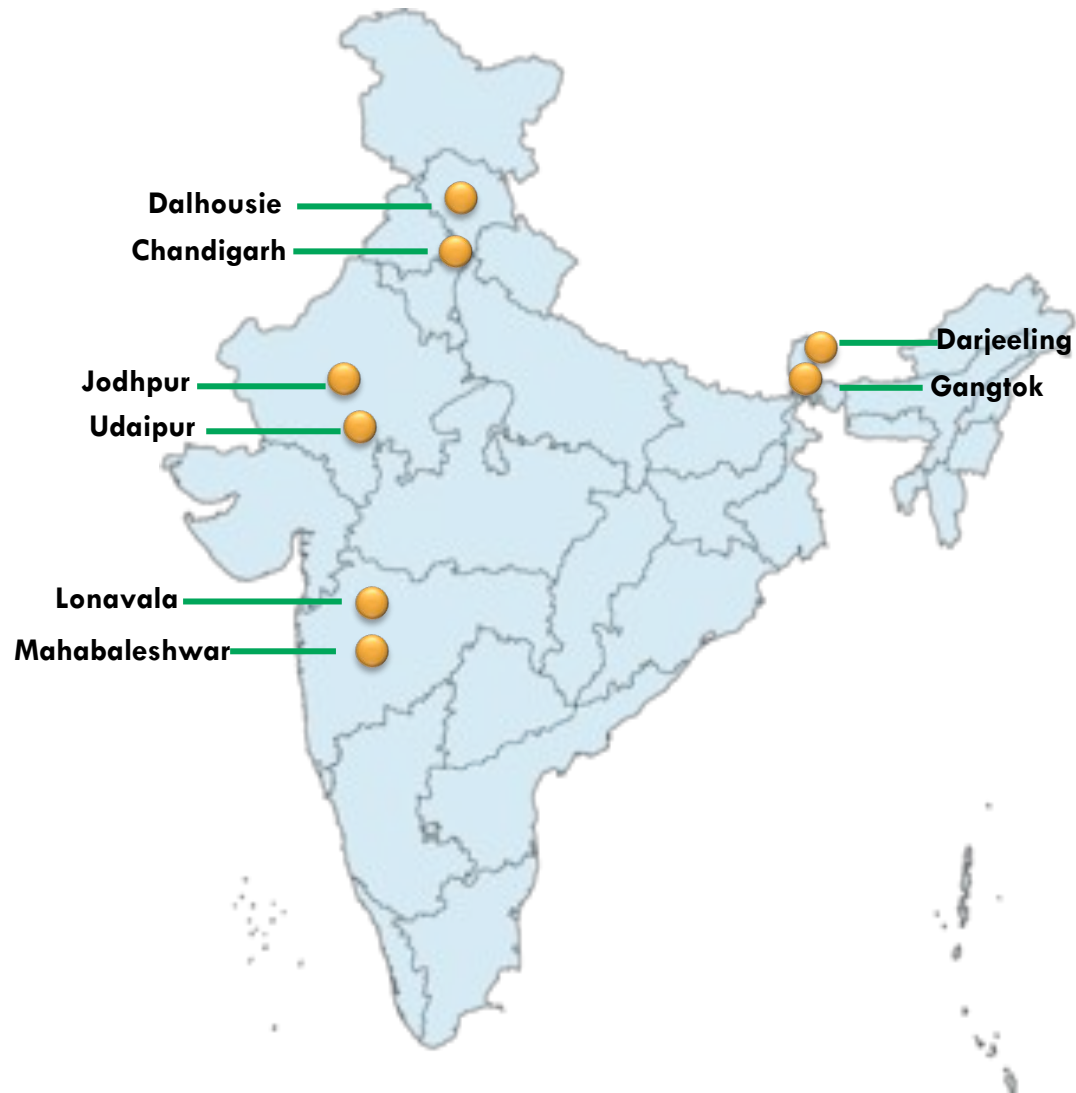 Dalhousie
Chandigarh
Darjeeling
Jodhpur
Gangtok
Udaipur
Lonavala
Mahabaleshwar